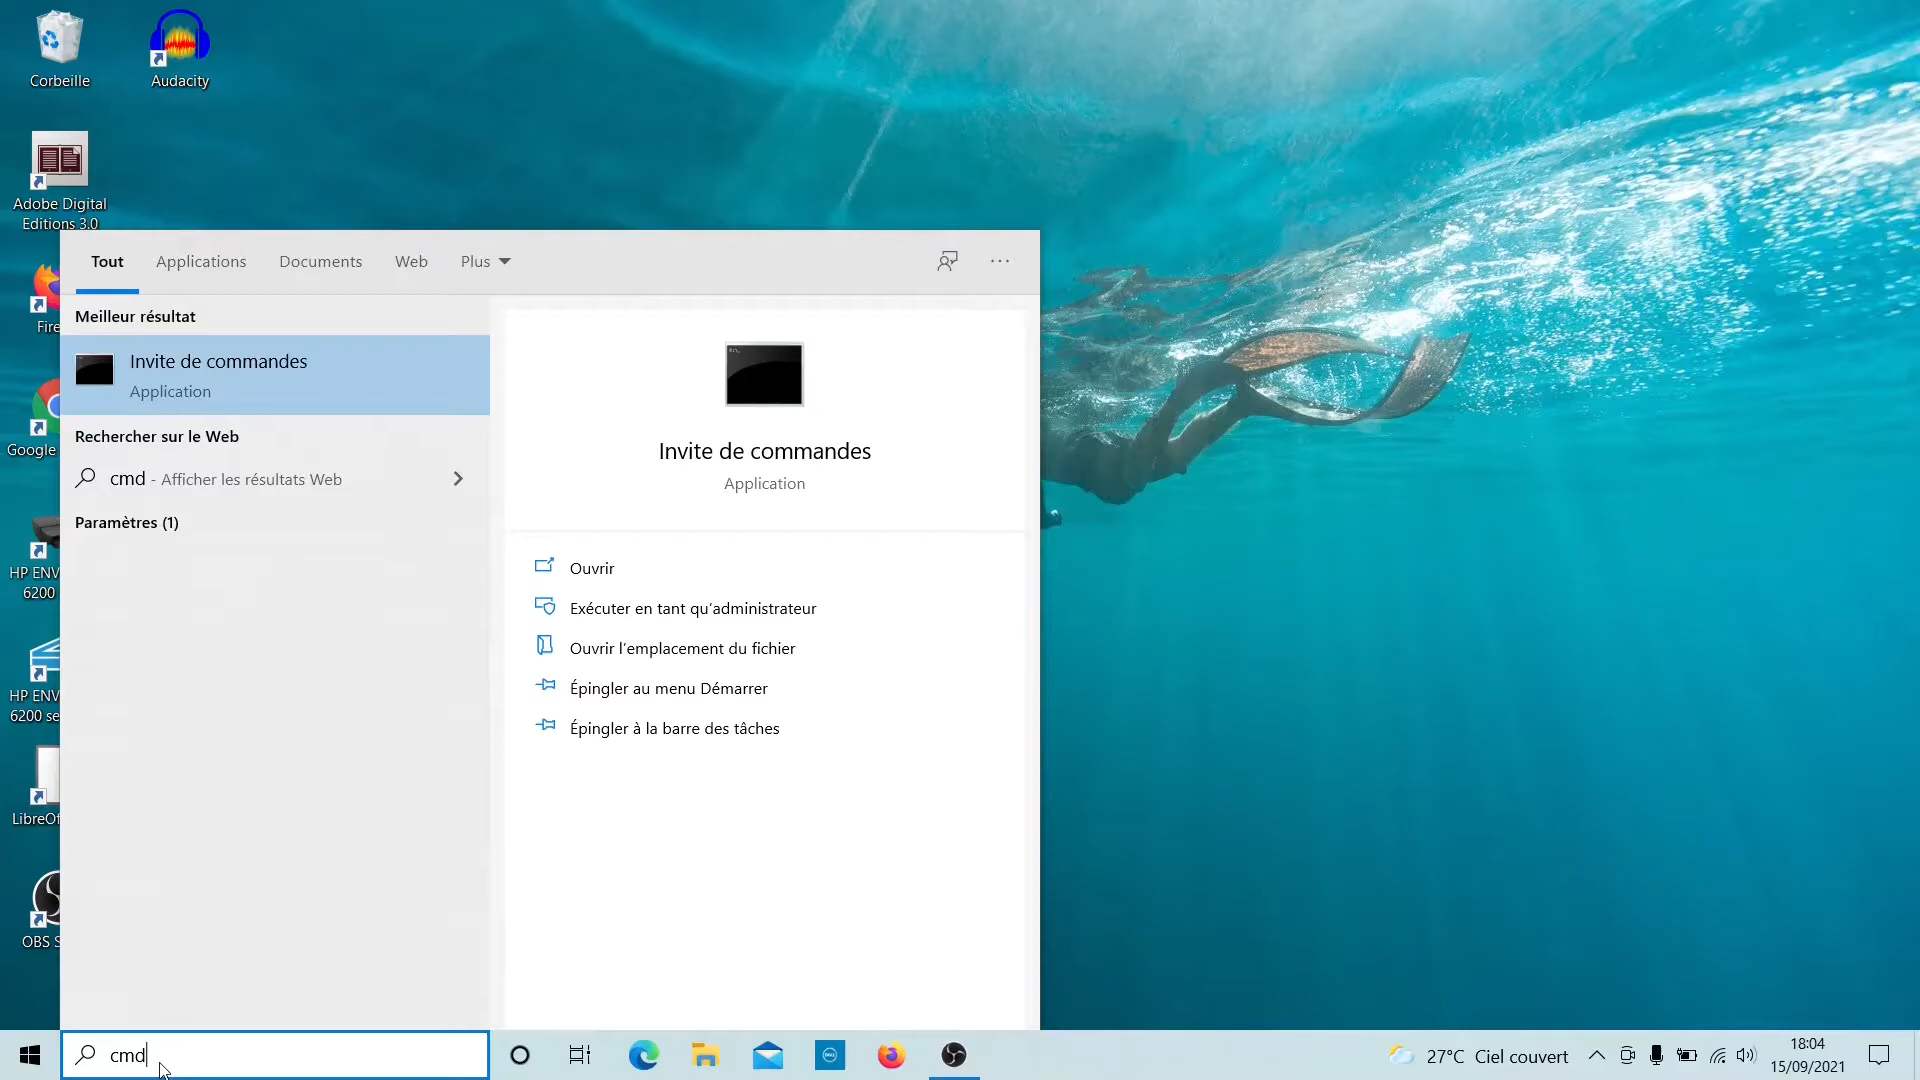 Corbeille
Audacity
Adobe Digital
Editions 3.0
Fire
Google
HP ENV
6200
HP ENV
6200 se
LibreOf
OBS S
Tout
Applications
Documents
Web
Plus
Meilleur résultat
Invite de commandes
Application
Rechercher sur le Web
cmd - Afficher les résultats Web
Paramètres (1)
Invite de commandes
Application
Ouvrir
Exécuter en tant qu'administrateur
Ouvrir l'emplacement du fichier
Épingler au menu Démarrer
Épingler à la barre des tâches
cmd
DELL
27°C Ciel couvert
18:04
15/09/2021